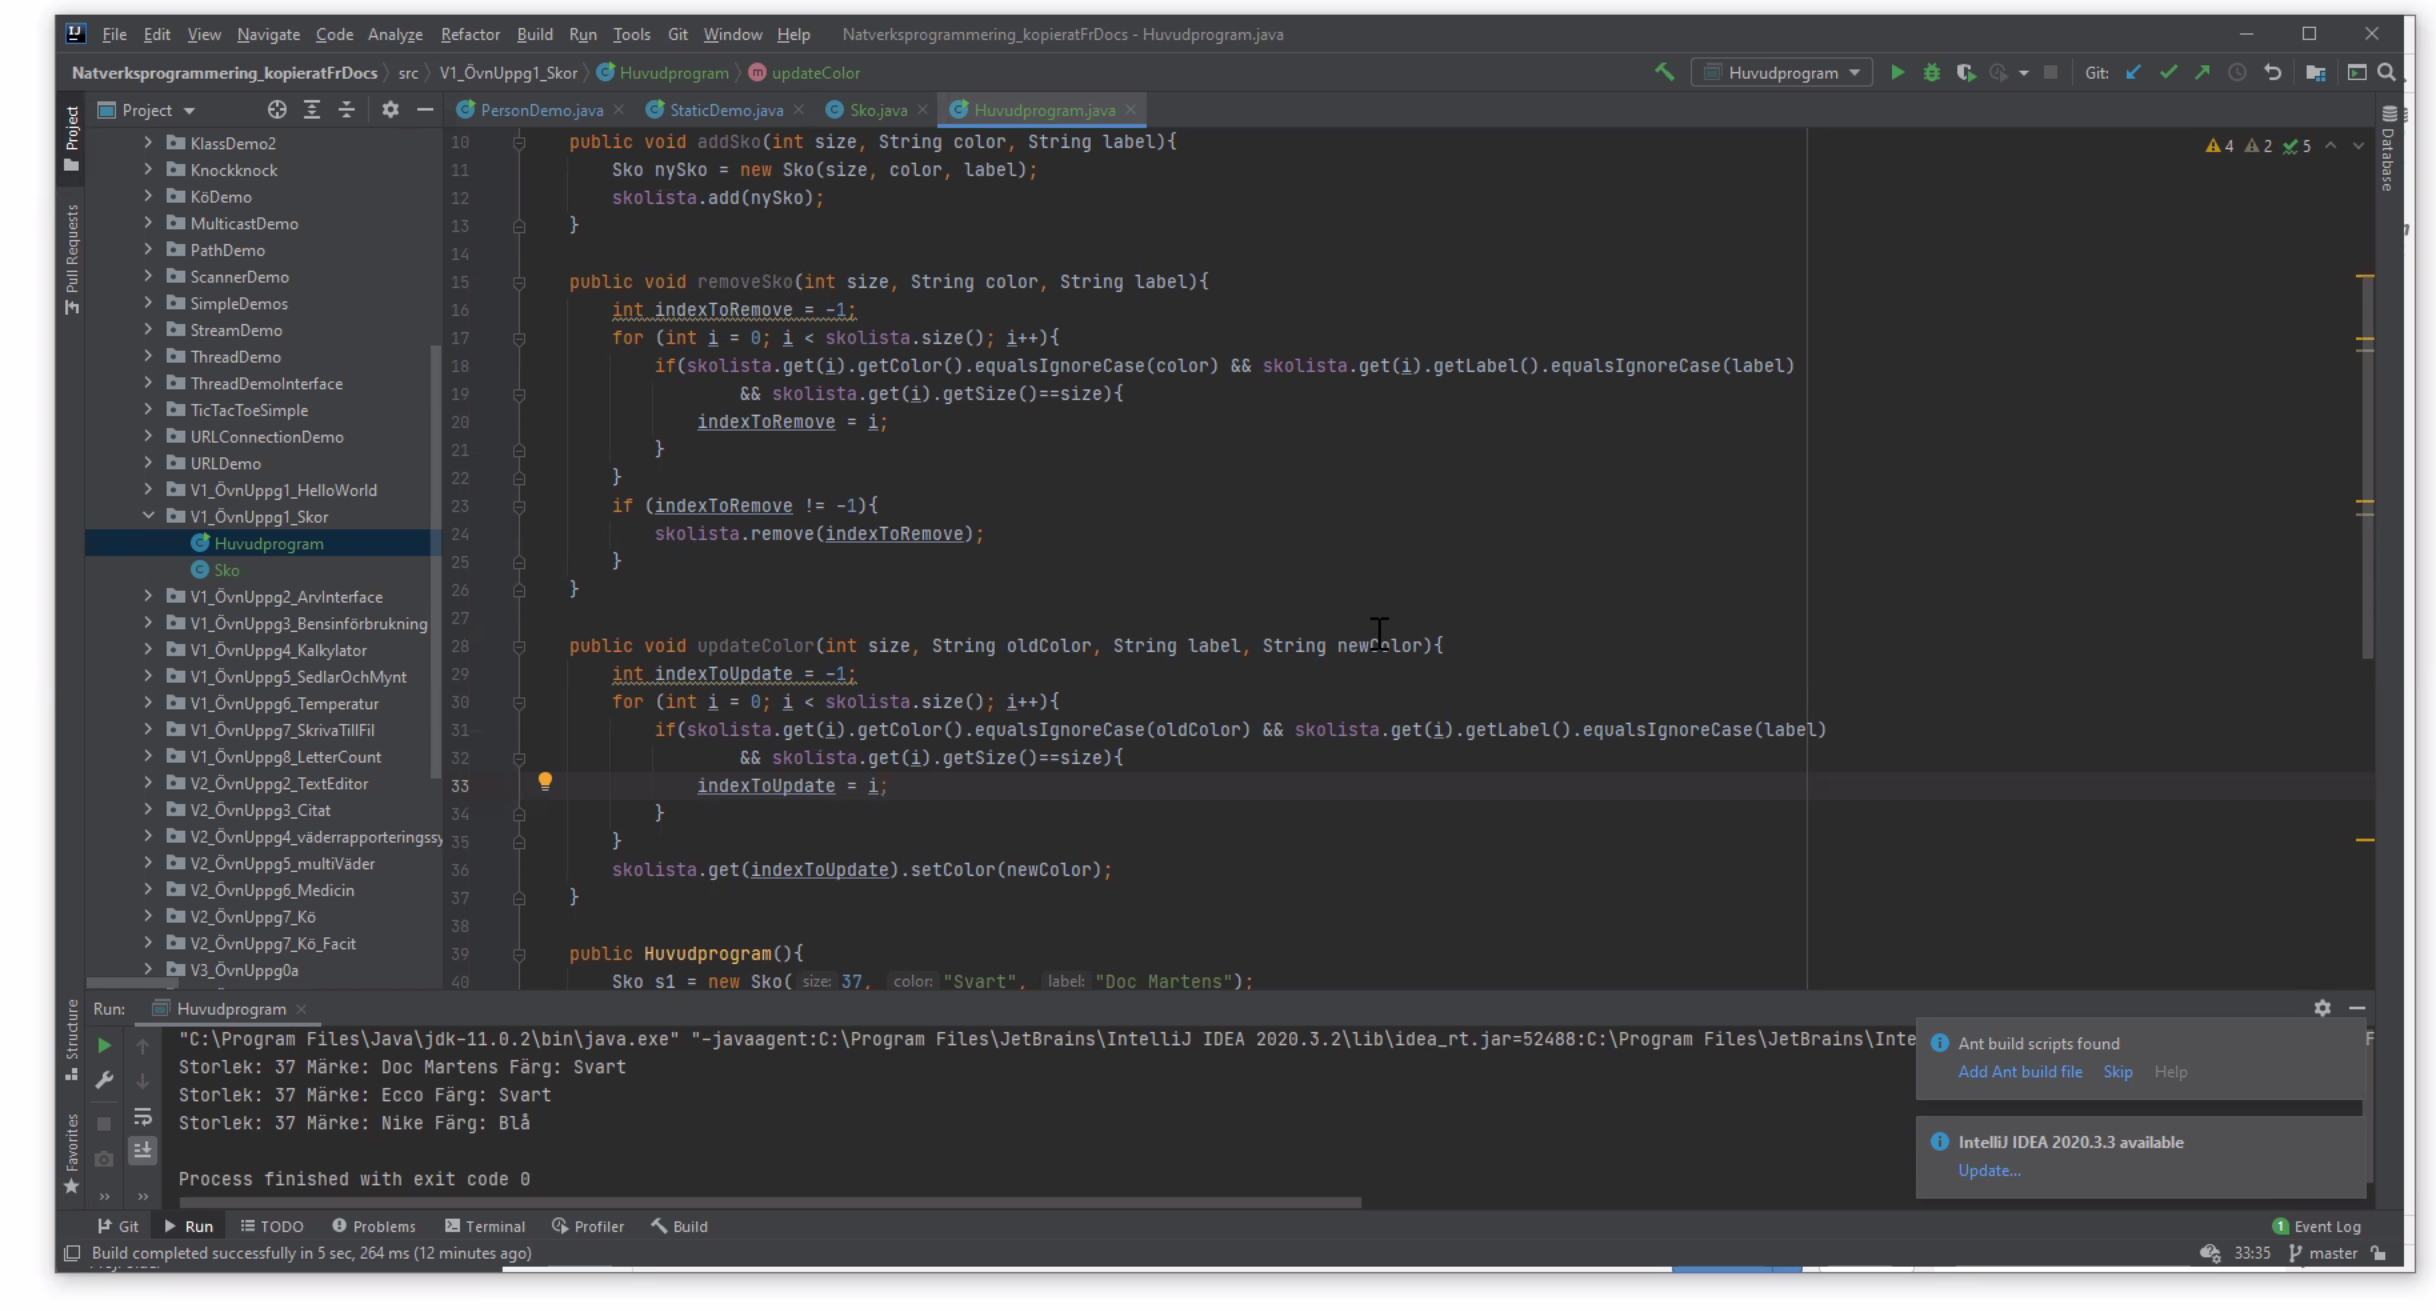 File Edit View Navigate Code Analyze Refactor Build Run Tools Git Window Help Natverksprogrammering_kopieratFrDocs - Huvudprogram.java
Natverksprogrammering_kopieratFrDocs src V1_ÖvnUppg1_Skor Huvudprogram updateColor Huvudprogram Git:
Project
PersonDemo.java StaticDemo.java Sko.java Huvudprogram.java
Project
Pull Requests
KlassDemo2
Knockknock
KöDemo
MulticastDemo
PathDemo
ScannerDemo
SimpleDemos
StreamDemo
ThreadDemo
ThreadDemoInterface
TicTacToeSimple
URLConnectionDemo
URLDemo
V1_ÖvnUppg1_HelloWorld
V1_ÖvnUppg1_Skor
Huvudprogram
Sko
V1_ÖvnUppg2_ArvInterface
V1_ÖvnUppg3_Bensinförbrukning
V1_ÖvnUppg4_Kalkylator
V1_ÖvnUppg5_SedlarOchMynt
V1_ÖvnUppg6_Temperatur
V1_ÖvnUppg7_SkrivaTillFil
V1_ÖvnUppg8_LetterCount
V2_ÖvnUppg2_TextEditor
V2_ÖvnUppg3_Citat
V2_ÖvnUppg4_väderrapporteringssy
V2_ÖvnUppg5_multiVäder
V2_ÖvnUppg6_Medicin
V2_ÖvnUppg7_Kö
V2_ÖvnUppg7_Kö_Facit
V3_ÖvnUppg0a
10 public void addSko(int size, String color, String label){
11 Sko nySko = new Sko(size, color, label);
12 skolista.add(nySko);
13 }
14
15 public void removeSko(int size, String color, String label){
16 int indexToRemove = -1;
17 for (int i = 0; i < skolista.size(); i++){
18 if(skolista.get(i).getColor().equalsIgnoreCase(color) && skolista.get(i).getLabel().equalsIgnoreCase(label)
19 && skolista.get(i).getSize()==size){
20 indexToRemove = i;
21 }
22 }
23 if (indexToRemove != -1){
24 skolista.remove(indexToRemove);
25 }
26 }
27
28 public void updateColor(int size, String oldColor, String label, String newColor){
29 int indexToUpdate = -1;
30 for (int i = 0; i < skolista.size(); i++){
31 if(skolista.get(i).getColor().equalsIgnoreCase(oldColor) && skolista.get(i).getLabel().equalsIgnoreCase(label)
32 && skolista.get(i).getSize()==size){
33 indexToUpdate = i;
34 }
35 }
36 skolista.get(indexToUpdate).setColor(newColor);
37 }
38
39 public Huvudprogram(){
40 Sko s1 = new Sko( size: 37, color: "Svart", label: "Doc Martens");
4 2 5
Database
Run: Huvudprogram
Structure
Favorites
"C:\Program Files\Java\jdk-11.0.2\bin\java.exe" "-javaagent:C:\Program Files\JetBrains\IntelliJ IDEA 2020.3.2\lib\idea_rt.jar=52488:C:\Program Files\JetBrains\Inte
Storlek: 37 Märke: Doc Martens Färg: Svart
Storlek: 37 Märke: Ecco Färg: Svart
Storlek: 37 Märke: Nike Färg: Blå
Process finished with exit code 0
Ant build scripts found
Add Ant build file Skip Help
IntelliJ IDEA 2020.3.3 available
Update...
Git Run TODO Problems Terminal Profiler Build 1 Event Log
Build completed successfully in 5 sec, 264 ms (12 minutes ago) 33:35 master